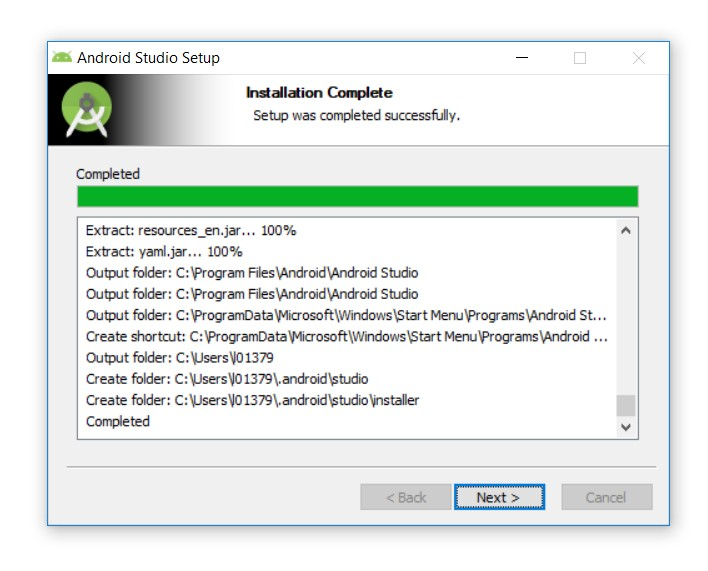 Android Studio Setup
Installation Complete
Setup was completed successfully.
Completed
Extract: resources_en.jar... 100%
Extract: yaml.jar... 100%
Output folder: C:\Program Files\Android\Android Studio
Output folder: C:\Program Files\Android\Android Studio
Output folder: C:\ProgramData\Microsoft\Windows\Start Menu\Programs\Android St...
Create shortcut: C:\ProgramData\Microsoft\Windows\Start Menu\Programs\Android ...
Output folder: C:\Users\l01379
Create folder: C:\Users\l01379\.android\studio
Create folder: C:\Users\l01379\.android\studio\installer
Completed
< Back
Next >
Cancel